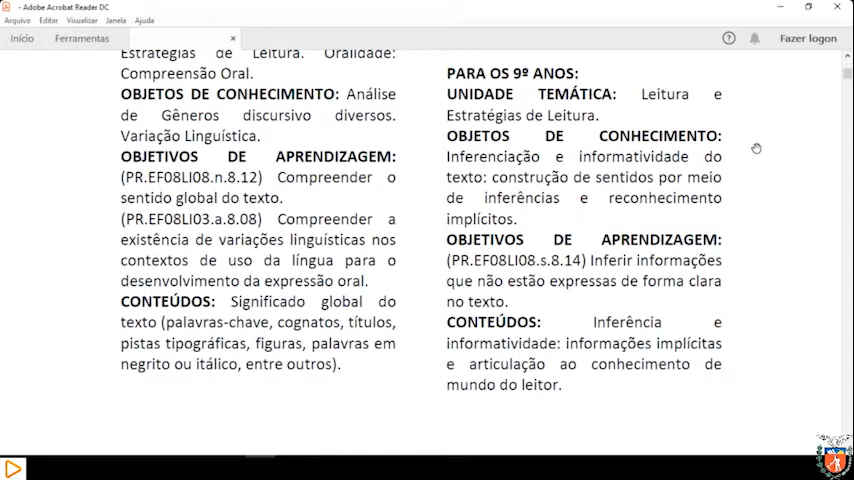 - Adobe Acrobat Reader DC
Arquivo Editar Visualizar Janela Ajuda
Início Ferramentas × Fazer logon
Estratégias de Leitura. Oralidade:
Compreensão Oral.
OBJETOS DE CONHECIMENTO: Análise
de Gêneros discursivo diversos.
Variação Linguística.
OBJETIVOS DE APRENDIZAGEM:
(PR.EF08LI08.n.8.12) Compreender o
sentido global do texto.
(PR.EF08LI03.a.8.08) Compreender a
existência de variações linguísticas nos
contextos de uso da língua para o
desenvolvimento da expressão oral.
CONTEÚDOS: Significado global do
texto (palavras-chave, cognatos, títulos,
pistas tipográficas, figuras, palavras em
negrito ou itálico, entre outros).
PARA OS 9º ANOS:
UNIDADE TEMÁTICA: Leitura e
Estratégias de Leitura.
OBJETOS DE CONHECIMENTO:
Inferenciação e informatividade do
texto: construção de sentidos por meio
de inferências e reconhecimento
implícitos.
OBJETIVOS DE APRENDIZAGEM:
(PR.EF08LI08.s.8.14) Inferir informações
que não estão expressas de forma clara
no texto.
CONTEÚDOS: Inferência e
informatividade: informações implícitas
e articulação ao conhecimento de
mundo do leitor.